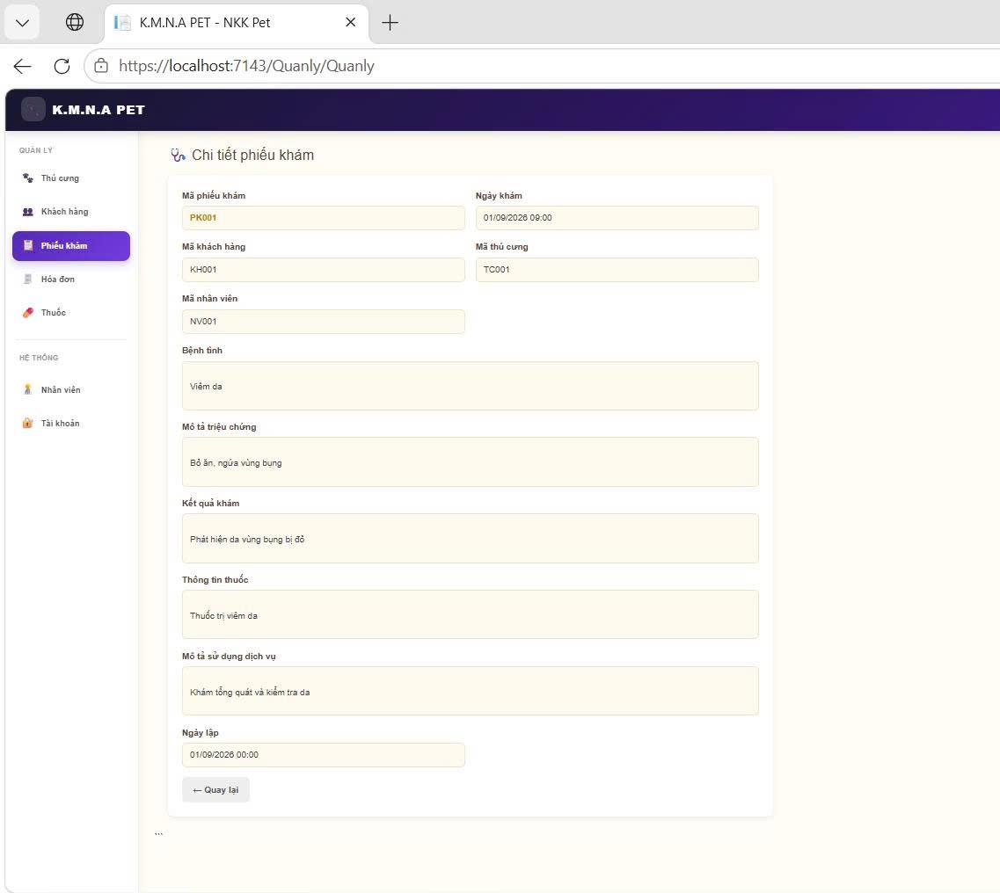 K.M.N.A PET - NKK Pet
https://localhost:7143/Quanly/Quanly
K.M.N.A PET
QUẢN LÝ
Thú cưng
Khách hàng
Phiếu khám
Hóa đơn
Thuốc
HỆ THỐNG
Nhân viên
Tài khoản
Chi tiết phiếu khám
Mã phiếu khám
Ngày khám
PK001
01/09/2026 09:00
Mã khách hàng
Mã thú cưng
KH001
TC001
Mã nhân viên
NV001
Bệnh tình
Viêm da
Mô tả triệu chứng
Bỏ ăn, ngứa vùng bụng
Kết quả khám
Phát hiện da vùng bụng bị đỏ
Thông tin thuốc
Thuốc trị viêm da
Mô tả sử dụng dịch vụ
Khám tổng quát và kiểm tra da
Ngày lập
01/09/2026 00:00
← Quay lại
```